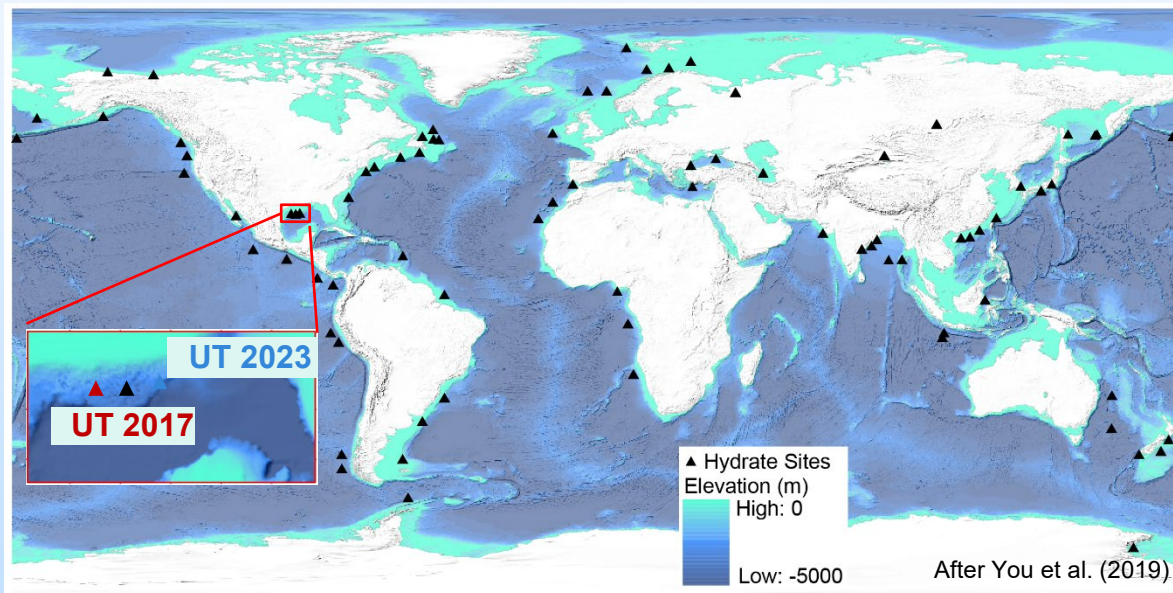 UT 2023
UT 2017
▲ Hydrate Sites
Elevation (m)
High: 0
Low: -5000
After You et al. (2019)